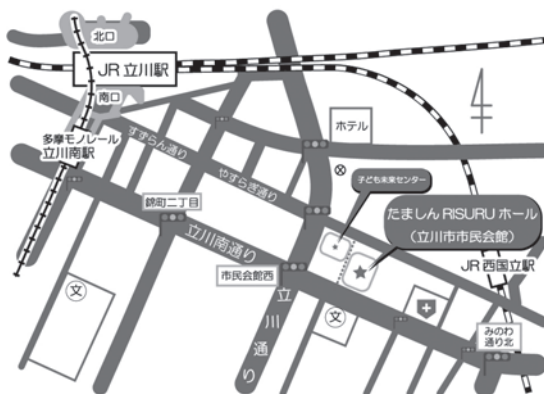 北口
JR 立川駅
南口
多摩モノレール
立川南駅
すずらん通り
ホテル
やすらぎ通り
子ども未来センター
錦町二丁目
たましん RISURU ホール
（立川市市民会館）
立川南通り
JR 西国立駅
市民会館西
立川通り
文
文
みのわ
通り北